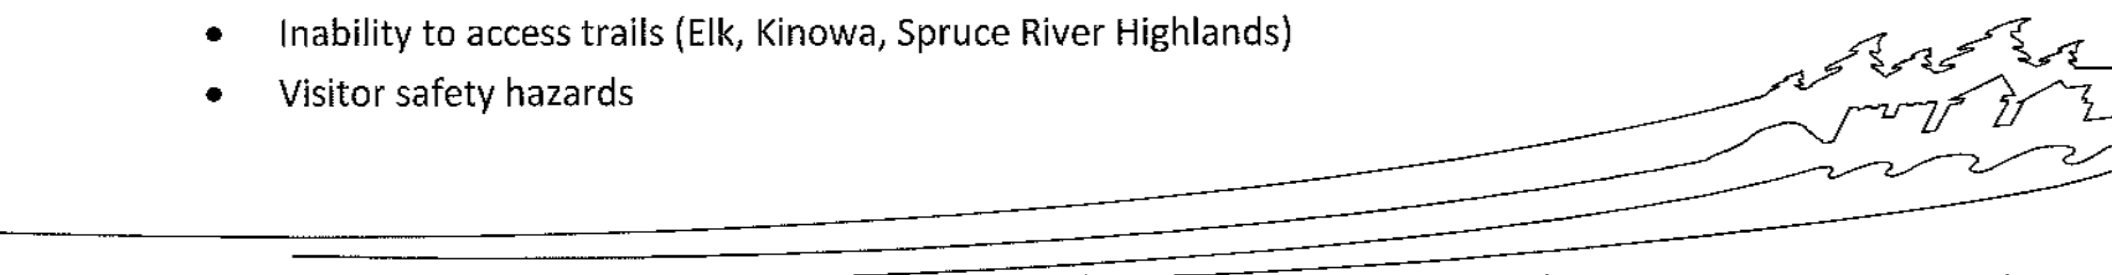 • Inability to access trails (Elk, Kinowa, Spruce River Highlands)
• Visitor safety hazards